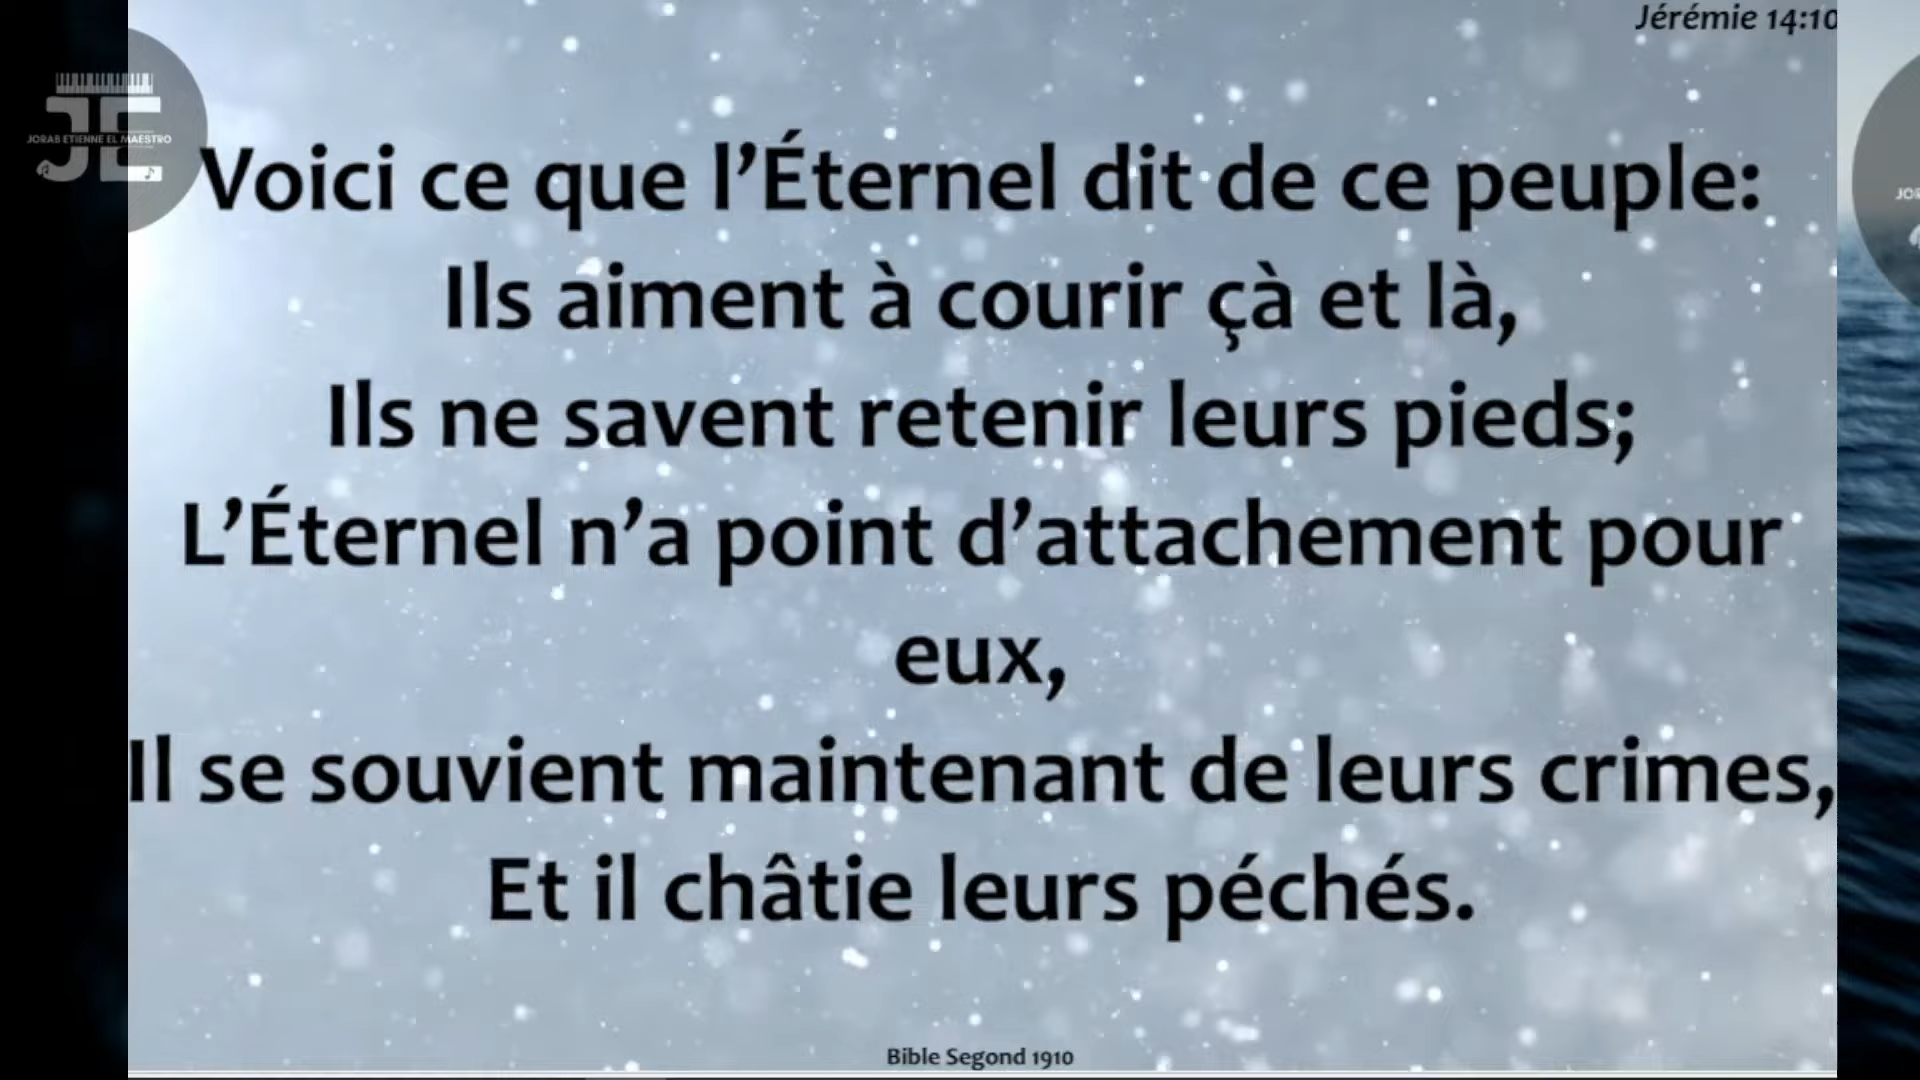 Jérémie 14:10
JE
JORAB ETIENNE EL MAESTRO
Voici ce que l’Éternel dit de ce peuple:
Ils aiment à courir çà et là,
Ils ne savent retenir leurs pieds;
L’Éternel n’a point d’attachement pour
eux,
Il se souvient maintenant de leurs crimes,
Et il châtie leurs péchés.
Bible Segond 1910